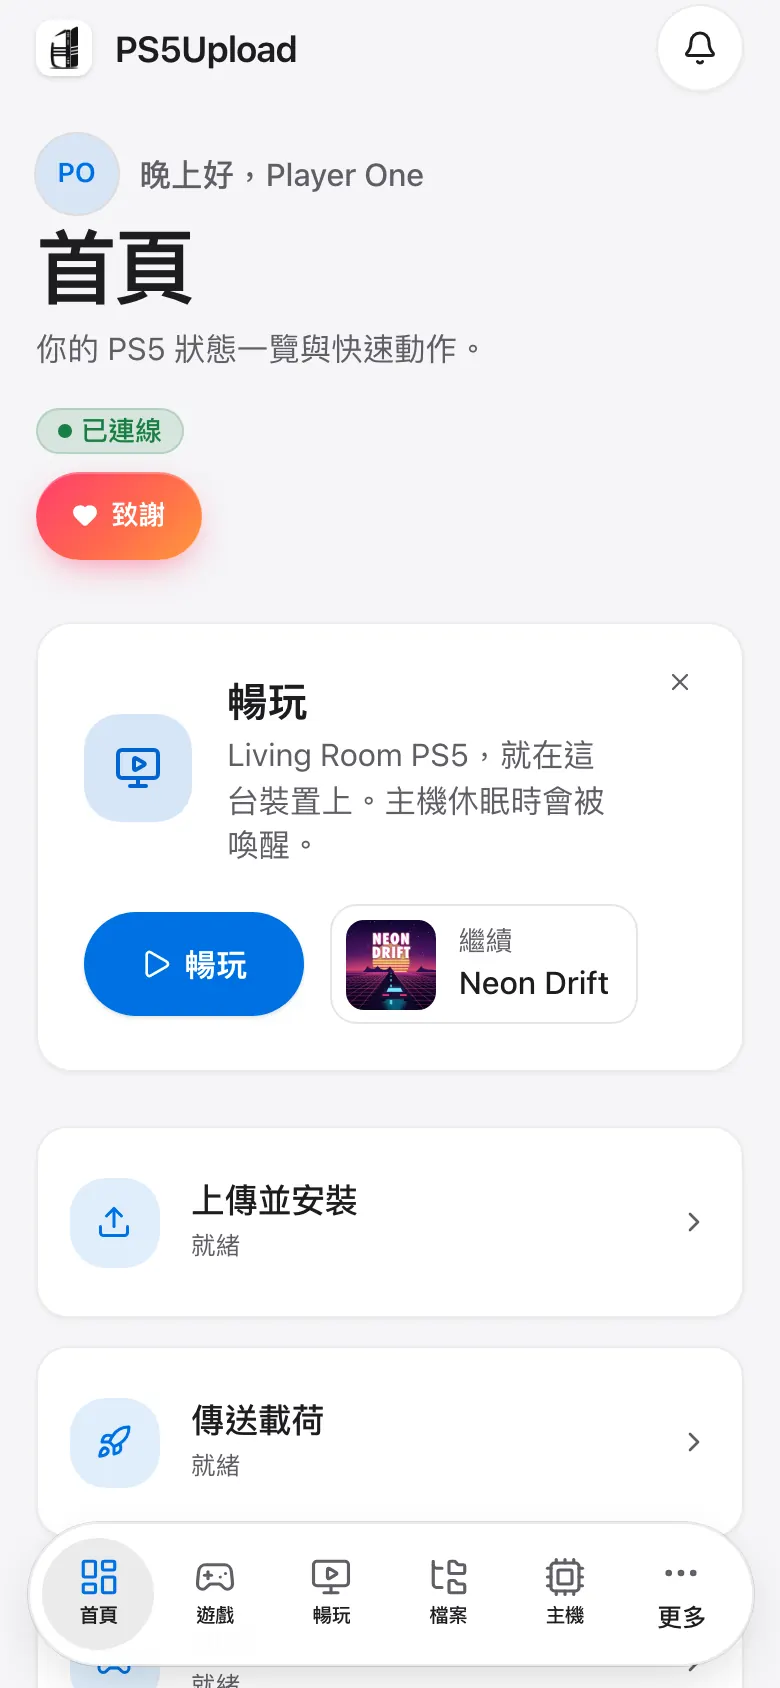 PS5Upload
PO
晚上好，Player One
首頁
你的 PS5 狀態一覽與快速動作。
已連線
致謝
暢玩
Living Room PS5，就在這
台裝置上。主機休眠時會被
喚醒。
暢玩
NEON
DRIFT
繼續
Neon Drift
上傳並安裝
就緒
傳送載荷
就緒
首頁
遊戲
暢玩
檔案
主機
更多
就緒